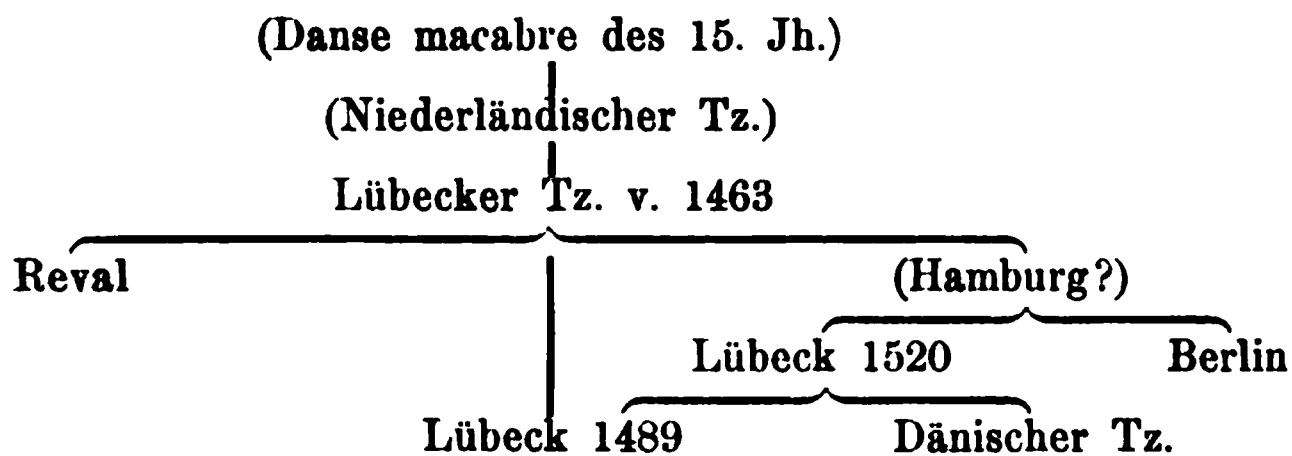 (Danse macabre des 15. Jh.)
(Niederländischer Tz.)
Lübecker Tz. v. 1463
Reval (Hamburg?)
Lübeck 1520 Berlin
Lübeck 1489 Dänischer Tz.